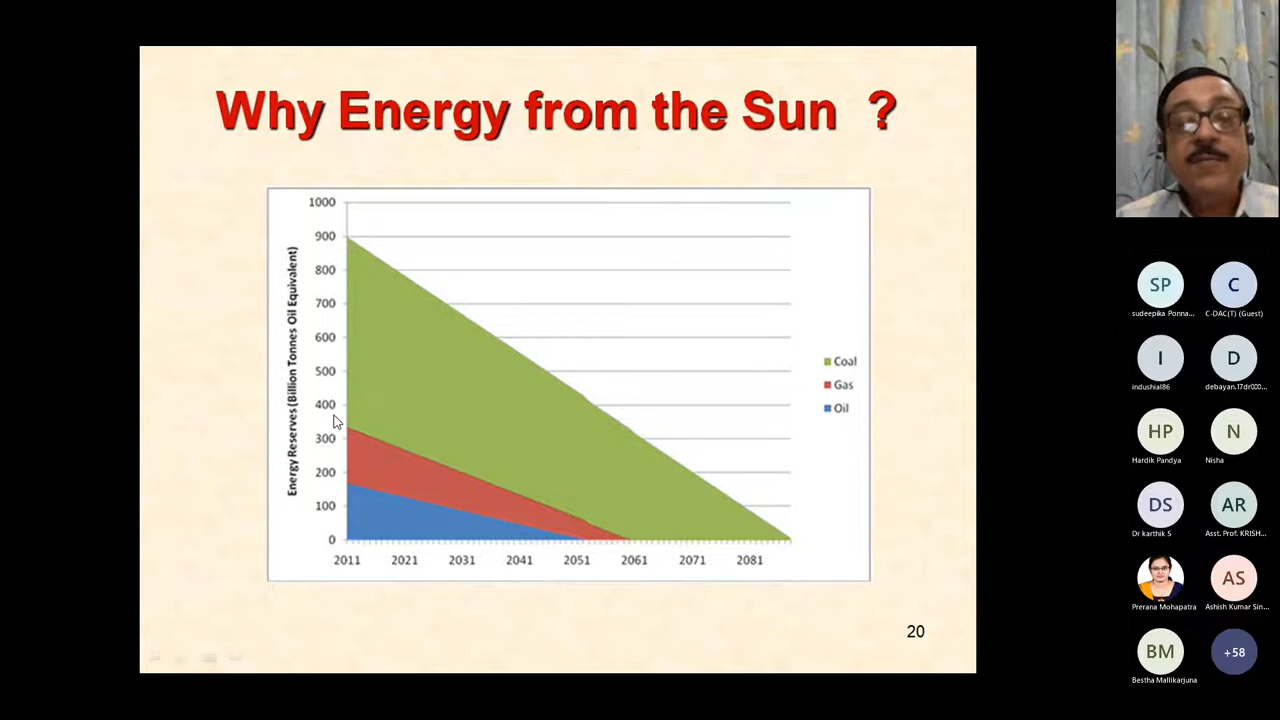 Why Energy from the Sun ?
Energy Reserves (Billion Tonnes Oil Equivalent)
1000
900
800
700
600
500
400
300
200
100
0
2011 2021 2031 2041 2051 2061 2071 2081
Coal
Gas
Oil
20
SP
sudeepika Ponna...
C
C-DAC(T) (Guest)
I
indushial86
D
HP
Hardik Pandya
N
Nisha
DS
Dr karthik S
AR
Asst. Prof. KRISH...
Prerana Mohapatra
AS
Ashish Kumar Sin...
BM
Bestha Mallikarjuna
+58